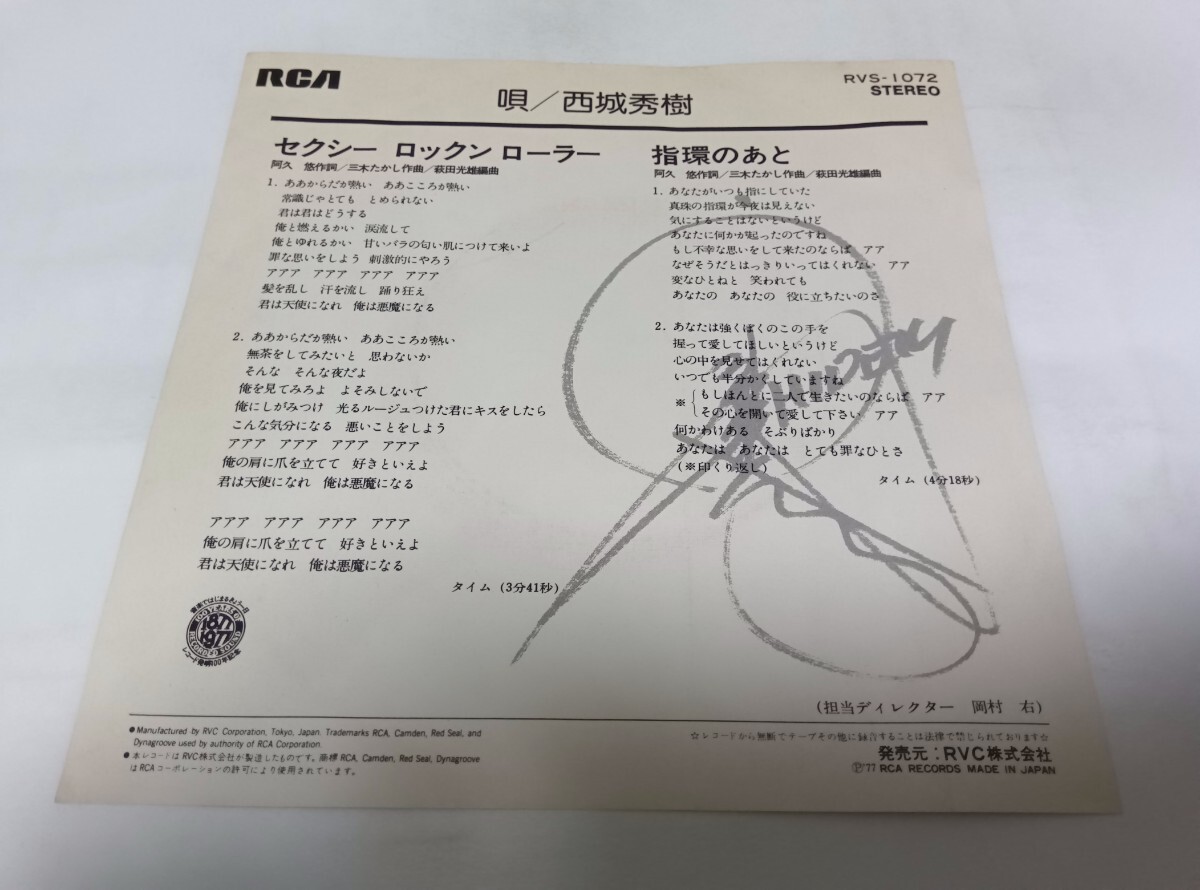 RCA
RVS-1072
STEREO
唄／西城秀樹
セクシー ロックン ローラー
阿久　悠作詞／三木たかし作曲／萩田光雄編曲
1. ああからだが熱い　ああこころが熱い
常識じゃとても　とめられない
君は君はどうする
俺と燃えるかい　涙流して
俺とゆれるかい　甘いバラの匂い肌につけて来いよ
罪な思いをしよう　刺激的にやろう
アアア　アアア　アアア　アアア
髪を乱し　汗を流し　踊り狂え
君は天使になれ　俺は悪魔になる
2. ああからだが熱い　ああこころが熱い
無茶をしてみたいと　思わないか
そんな　そんな夜だよ
俺を見てみろよ　よそみしないで
俺にしがみつけ　光るルージュつけた君にキスをしたら
こんな気分になる　悪いことをしよう
アアア　アアア　アアア　アアア
俺の肩に爪を立てて　好きといえよ
君は天使になれ　俺は悪魔になる
アアア　アアア　アアア　アアア
俺の肩に爪を立てて　好きといえよ
君は天使になれ　俺は悪魔になる
タイム（3分41秒）
指環のあと
阿久　悠作詞／三木たかし作曲／萩田光雄編曲
1. あなたがいつも指にしていた
真珠の指環が今夜は見えない
気にすることはないというけど
あなたに何かが起ったのですね
もし不幸な思いをして来たのならば　アア
なぜそうだとはっきりいってはくれない　アア
変なひとねと　笑われても
あなたの　あなたの　役に立ちたいのさ
2. あなたは強くぼくのこの手を
握って愛してほしいというけど
心の中を見せてはくれない
いつでも半分かくしていますね
※ もしほんとに二人で生きたいのならば　アア
その心を開いて愛して下さい　アア
何かわけある　そぶりばかり
あなたは　あなたは　とても罪なひとさ
（※印くり返し）
タイム（4分18秒）
1877
1977
レコード発明100年記念
（担当ディレクター　岡村　右）
●Manufactured by RVC Corporation, Tokyo, Japan. Trademarks RCA, Camden, Red Seal, and
Dynagroove used by authority of RCA Corporation.
●本レコードはRVC株式会社が製造したものです。商標RCA, Camden, Red Seal, Dynagroove
はRCAコーポレーションの許可により使用されています。
☆レコードから無断でテープその他に録音することは法律で禁じられております☆
発売元：RVC株式会社
Ⓟ'77 RCA RECORDS MADE IN JAPAN